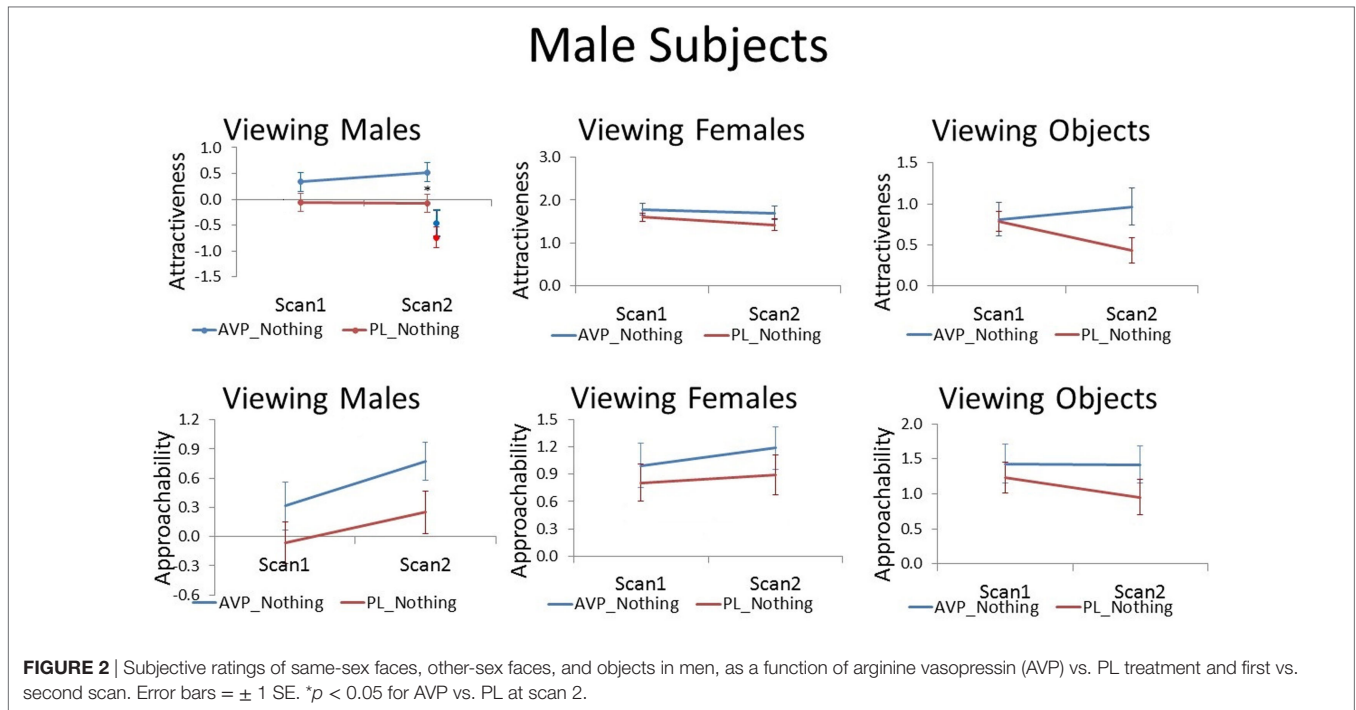 Male Subjects
Viewing Males
Attractiveness
1.0
0.5
0.0
-0.5
-1.0
-1.5
*
Scan1 Scan2
AVP_Nothing PL_Nothing
Viewing Females
Attractiveness
3.0
2.0
1.0
0.0
Scan1 Scan2
AVP_Nothing PL_Nothing
Viewing Objects
Attractiveness
1.5
1.0
0.5
0.0
Scan1 Scan2
AVP_Nothing PL_Nothing
Viewing Males
Approachability
1.2
0.9
0.6
0.3
0.0
-0.3
-0.6
Scan1 Scan2
AVP_Nothing PL_Nothing
Viewing Females
Approachability
1.5
1.2
0.9
0.6
0.3
0.0
Scan1 Scan2
AVP_Nothing PL_Nothing
Viewing Objects
Approachability
2.0
1.5
1.0
0.5
0.0
Scan1 Scan2
AVP_Nothing PL_Nothing
FIGURE 2 | Subjective ratings of same-sex faces, other-sex faces, and objects in men, as a function of arginine vasopressin (AVP) vs. PL treatment and first vs.
second scan. Error bars = ± 1 SE. *p < 0.05 for AVP vs. PL at scan 2.